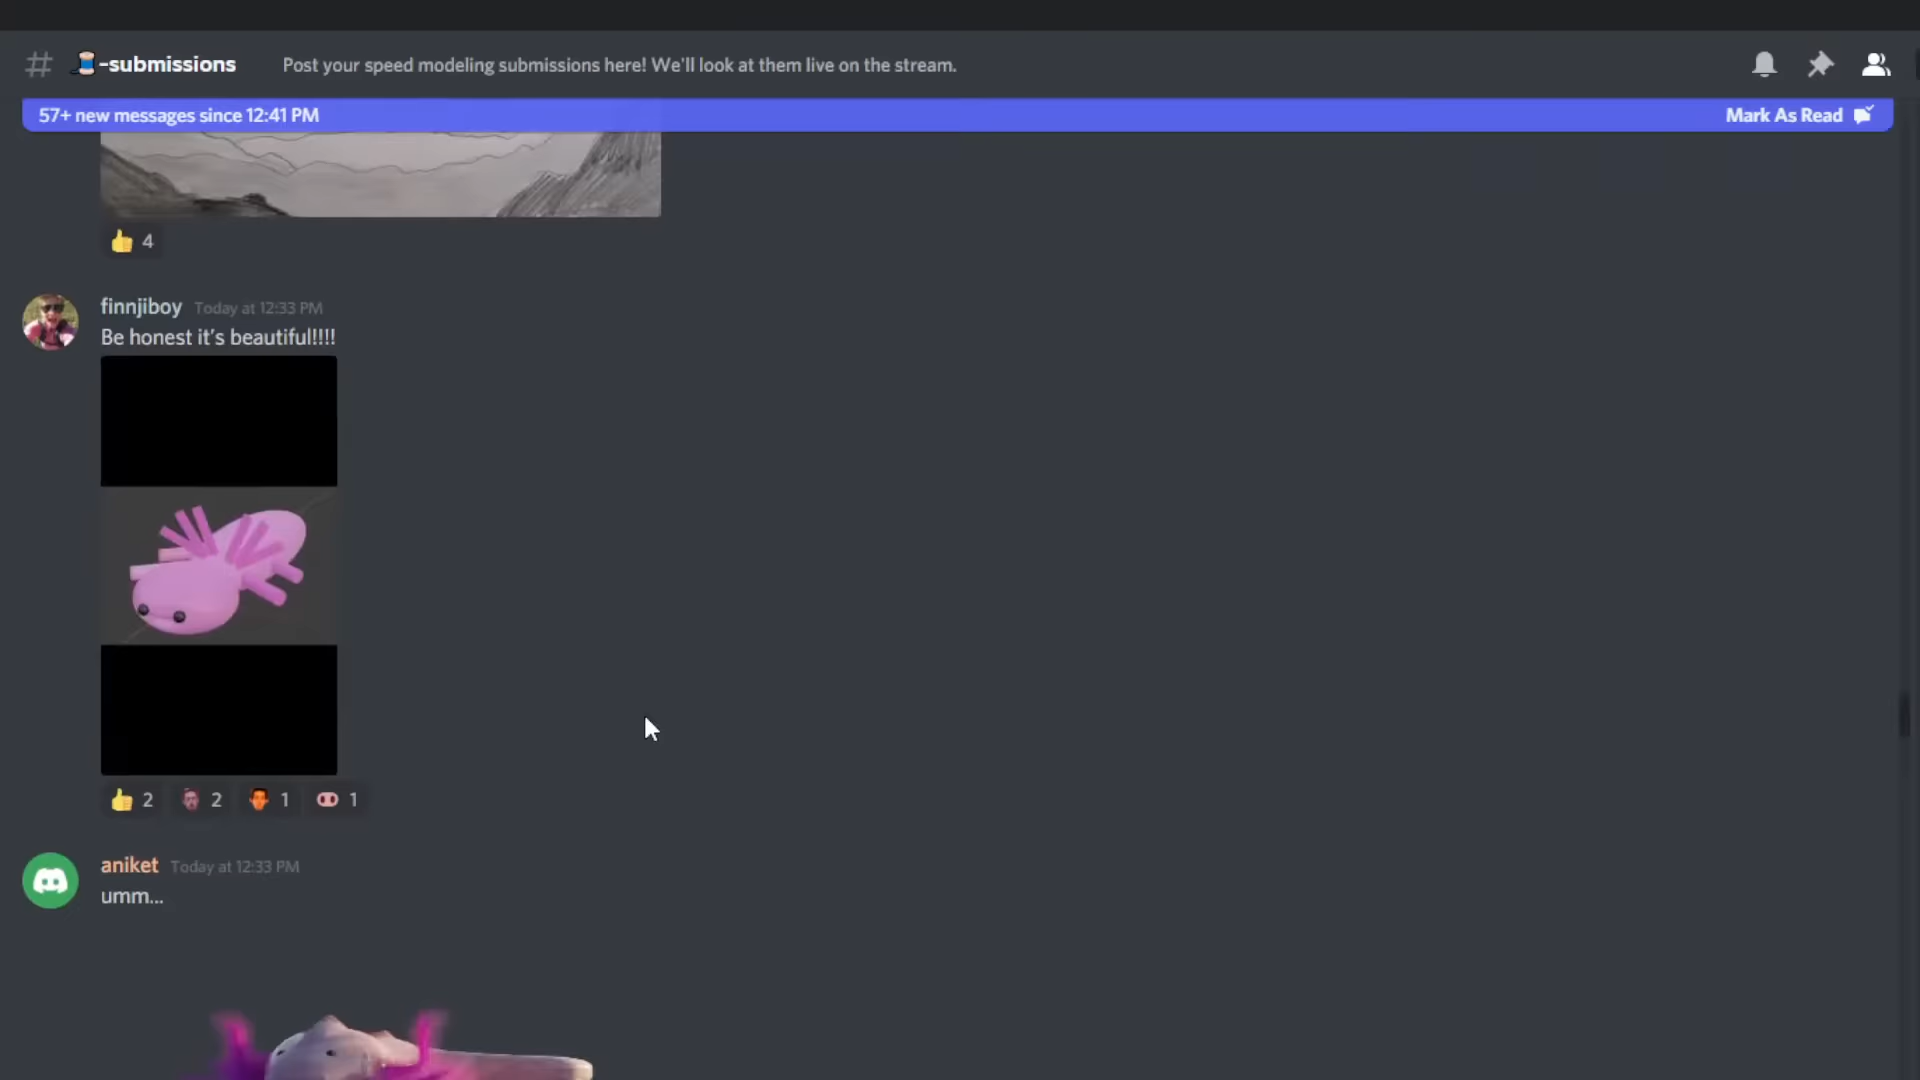 -submissions Post your speed modeling submissions here! We'll look at them live on the stream.
57+ new messages since 12:41 PM Mark As Read
4
finnjiboy Today at 12:33 PM
Be honest it's beautiful!!!!
2 2 1 1
aniket Today at 12:33 PM
umm...